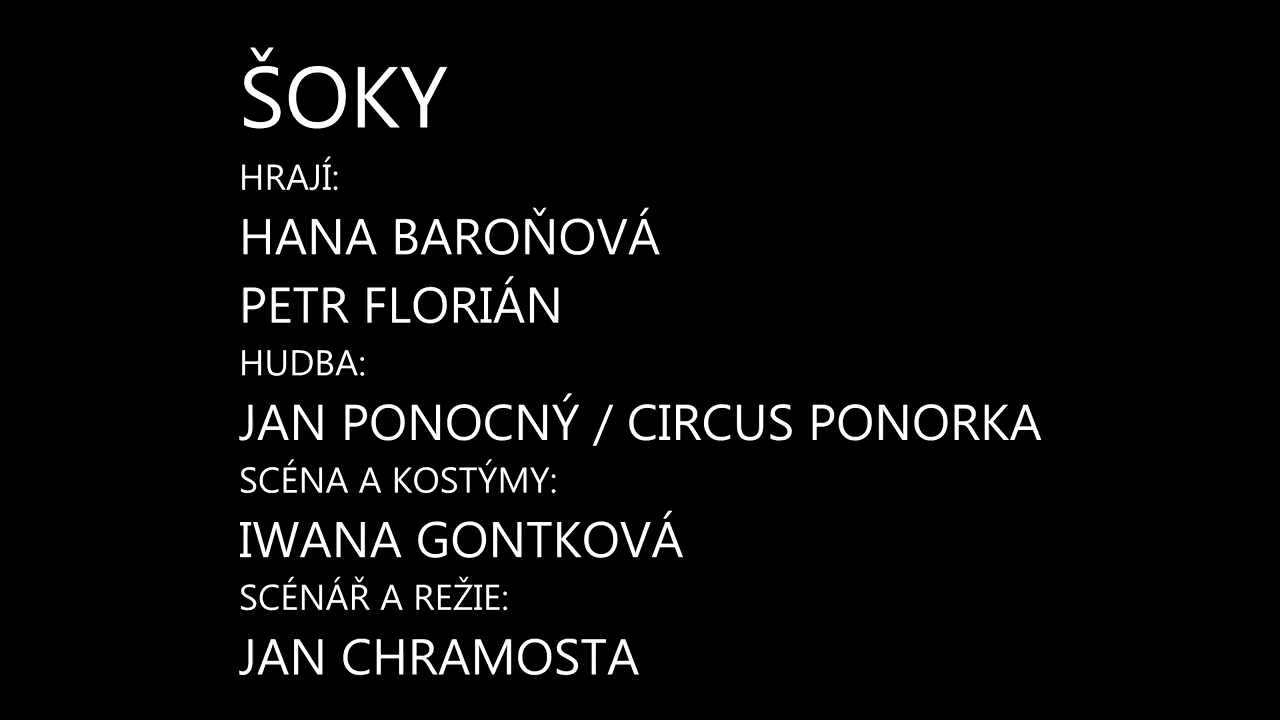 ŠOKY
HRAJÍ:
HANA BAROŇOVÁ
PETR FLORIÁN
HUDBA:
JAN PONOCNÝ / CIRCUS PONORKA
SCÉNA A KOSTÝMY:
IWANA GONTKOVÁ
SCÉNÁŘ A REŽIE:
JAN CHRAMOSTA